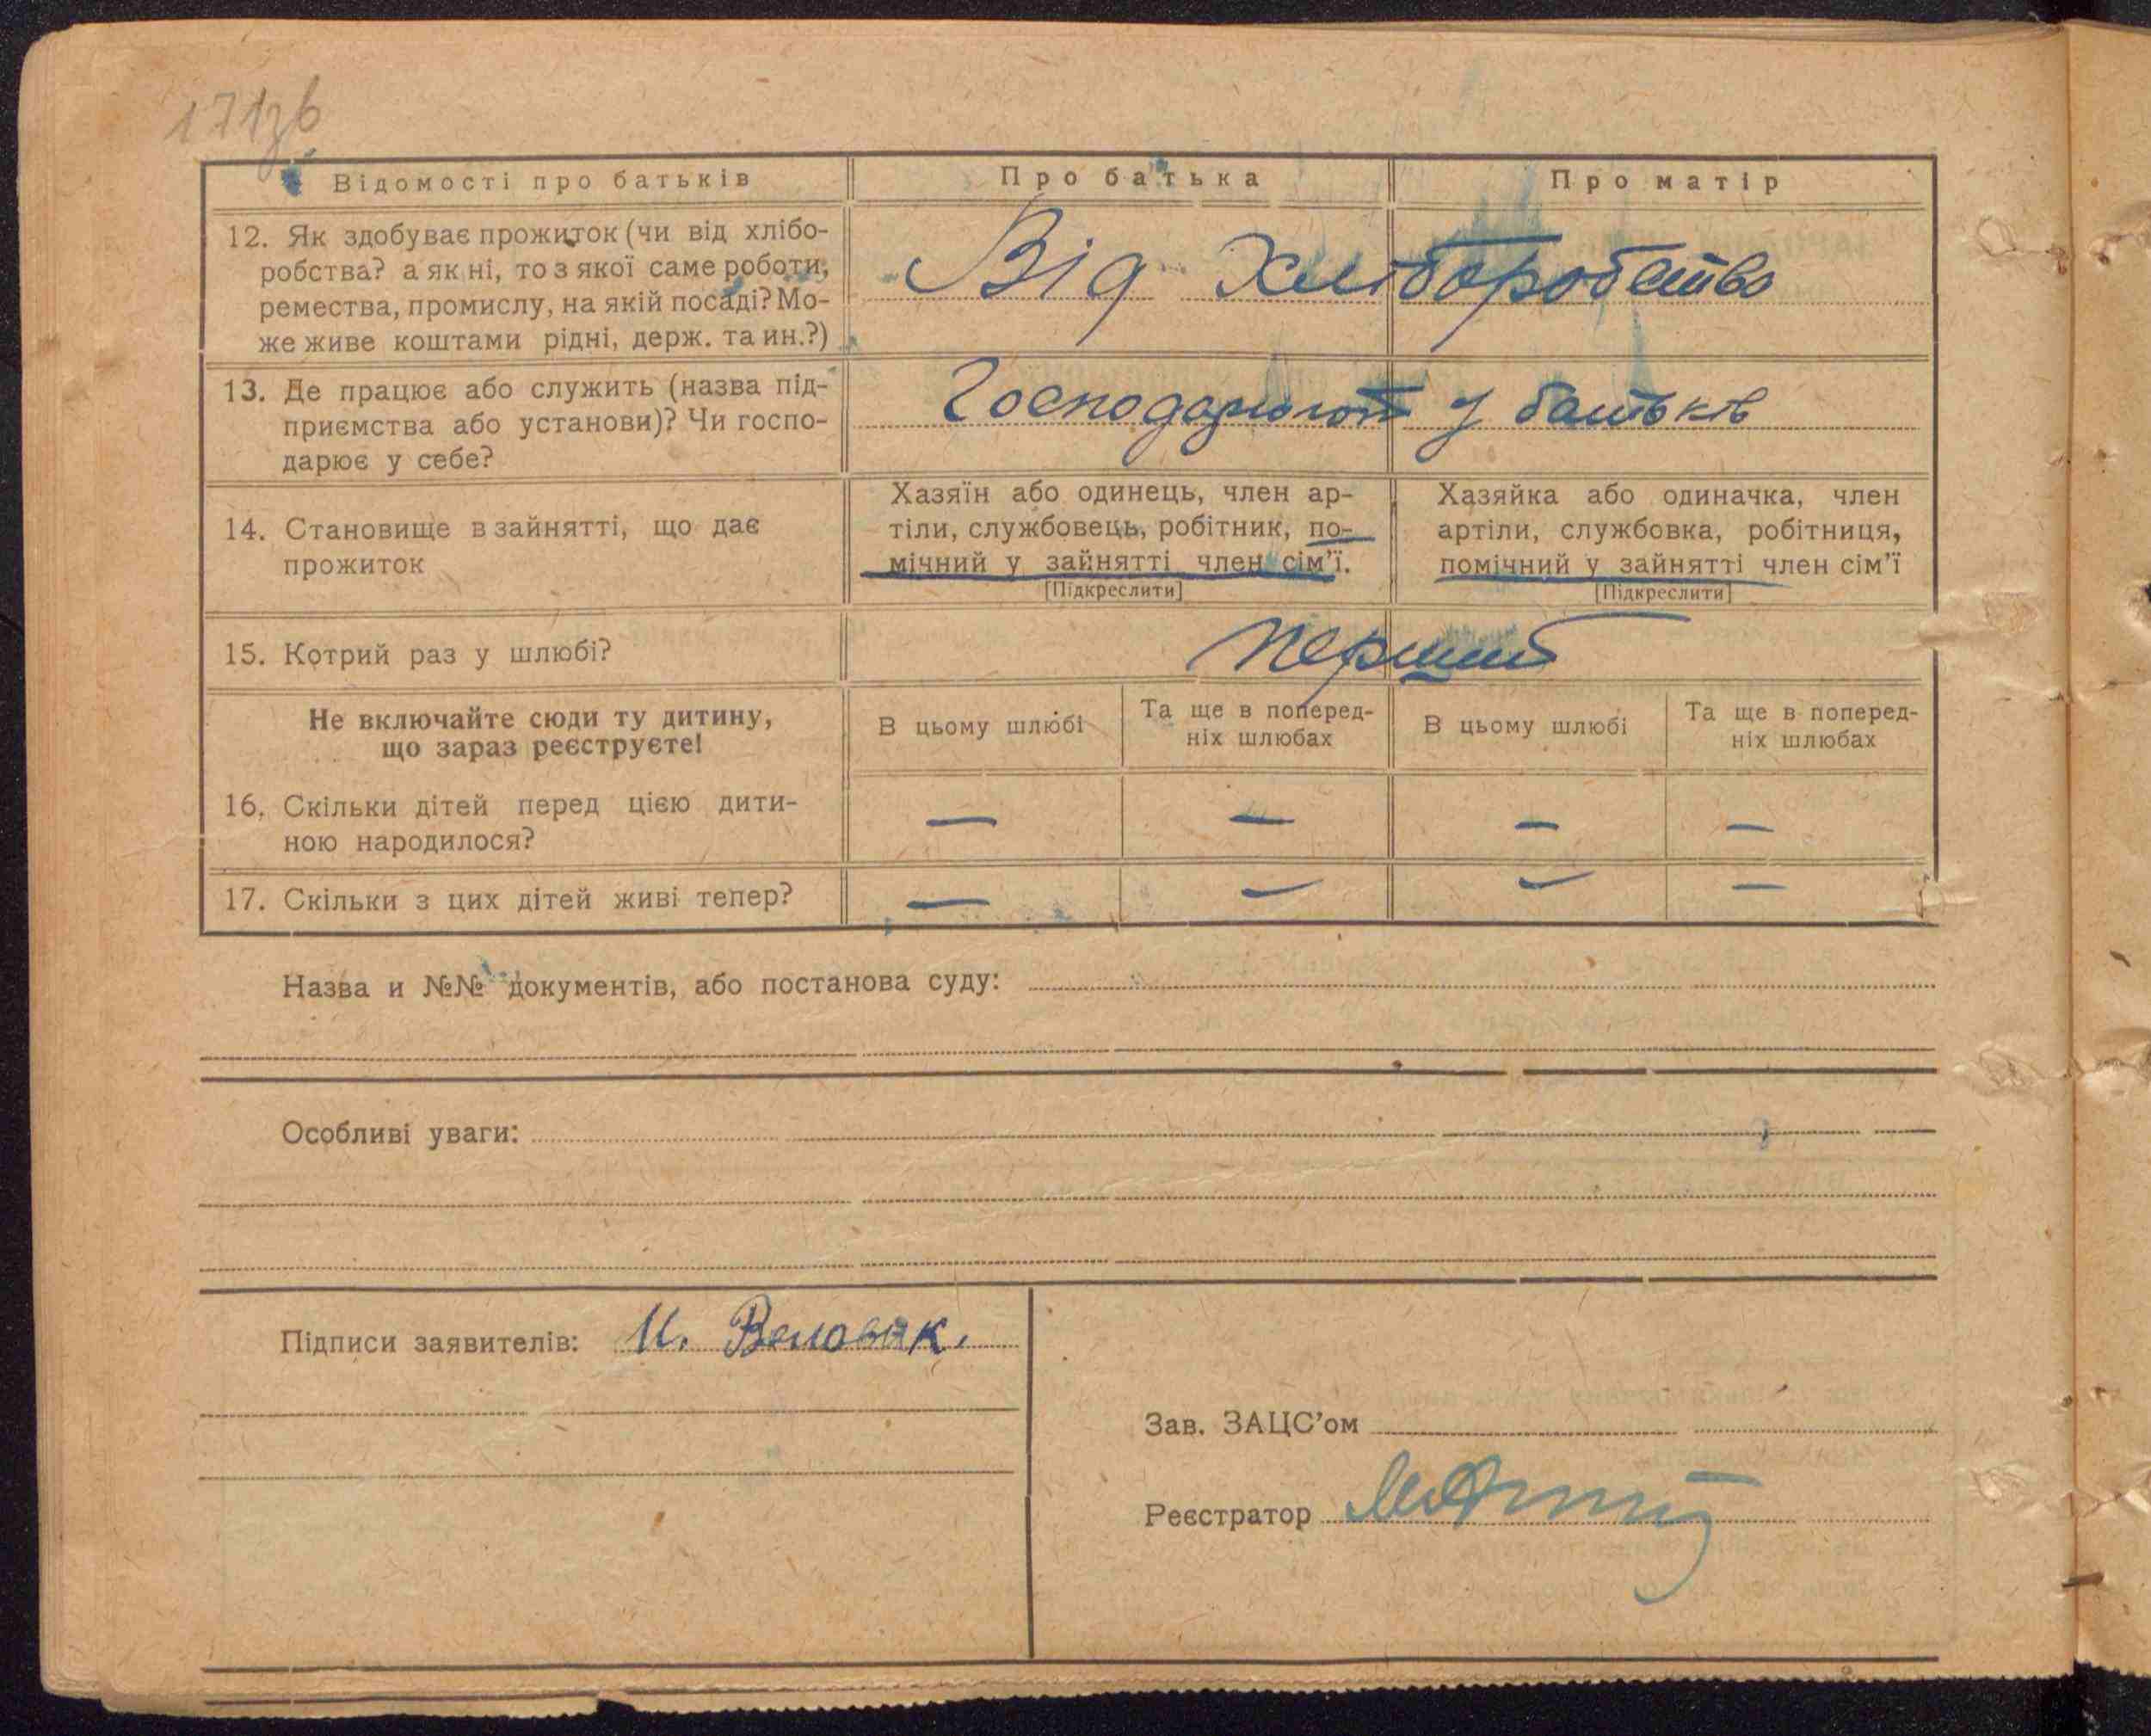 171зв
Відомості про батьків
Про батька
Про матір
12. Як здобуває прожиток (чи від хлібо-
робства? а як ні, то з якої саме роботи,
ремества, промислу, на якій посаді? Мо-
же живе коштами рідні, держ. та ин.?)
Від хліборобство
13. Де працює або служить (назва під-
приємства або установи)? Чи госпо-
дарює у себе?
Господарюють у батьків
14. Становище в зайнятті, що дає
прожиток
Хазяїн або одинець, член ар-
тіли, службовець, робітник, по-
мічний у зайнятті член сім’ї.
[Підкреслити]
Хазяйка або одиначка, член
артіли, службовка, робітниця,
помічний у зайнятті член сім’ї
[Підкреслити]
15. Котрий раз у шлюбі?
перший
Не включайте сюди ту дитину,
що зараз реєструєте!
В цьому шлюбі
Та ще в поперед-
ніх шлюбах
В цьому шлюбі
Та ще в поперед-
ніх шлюбах
16. Скільки дітей перед цією дити-
ною народилося?
— — — —
17. Скільки з цих дітей живі тепер?
— — — —
Назва и №№ документів, або постанова суду:
Особливі уваги:
Підписи заявителів: И.
Зав. ЗАЦС’ом
Реєстратор